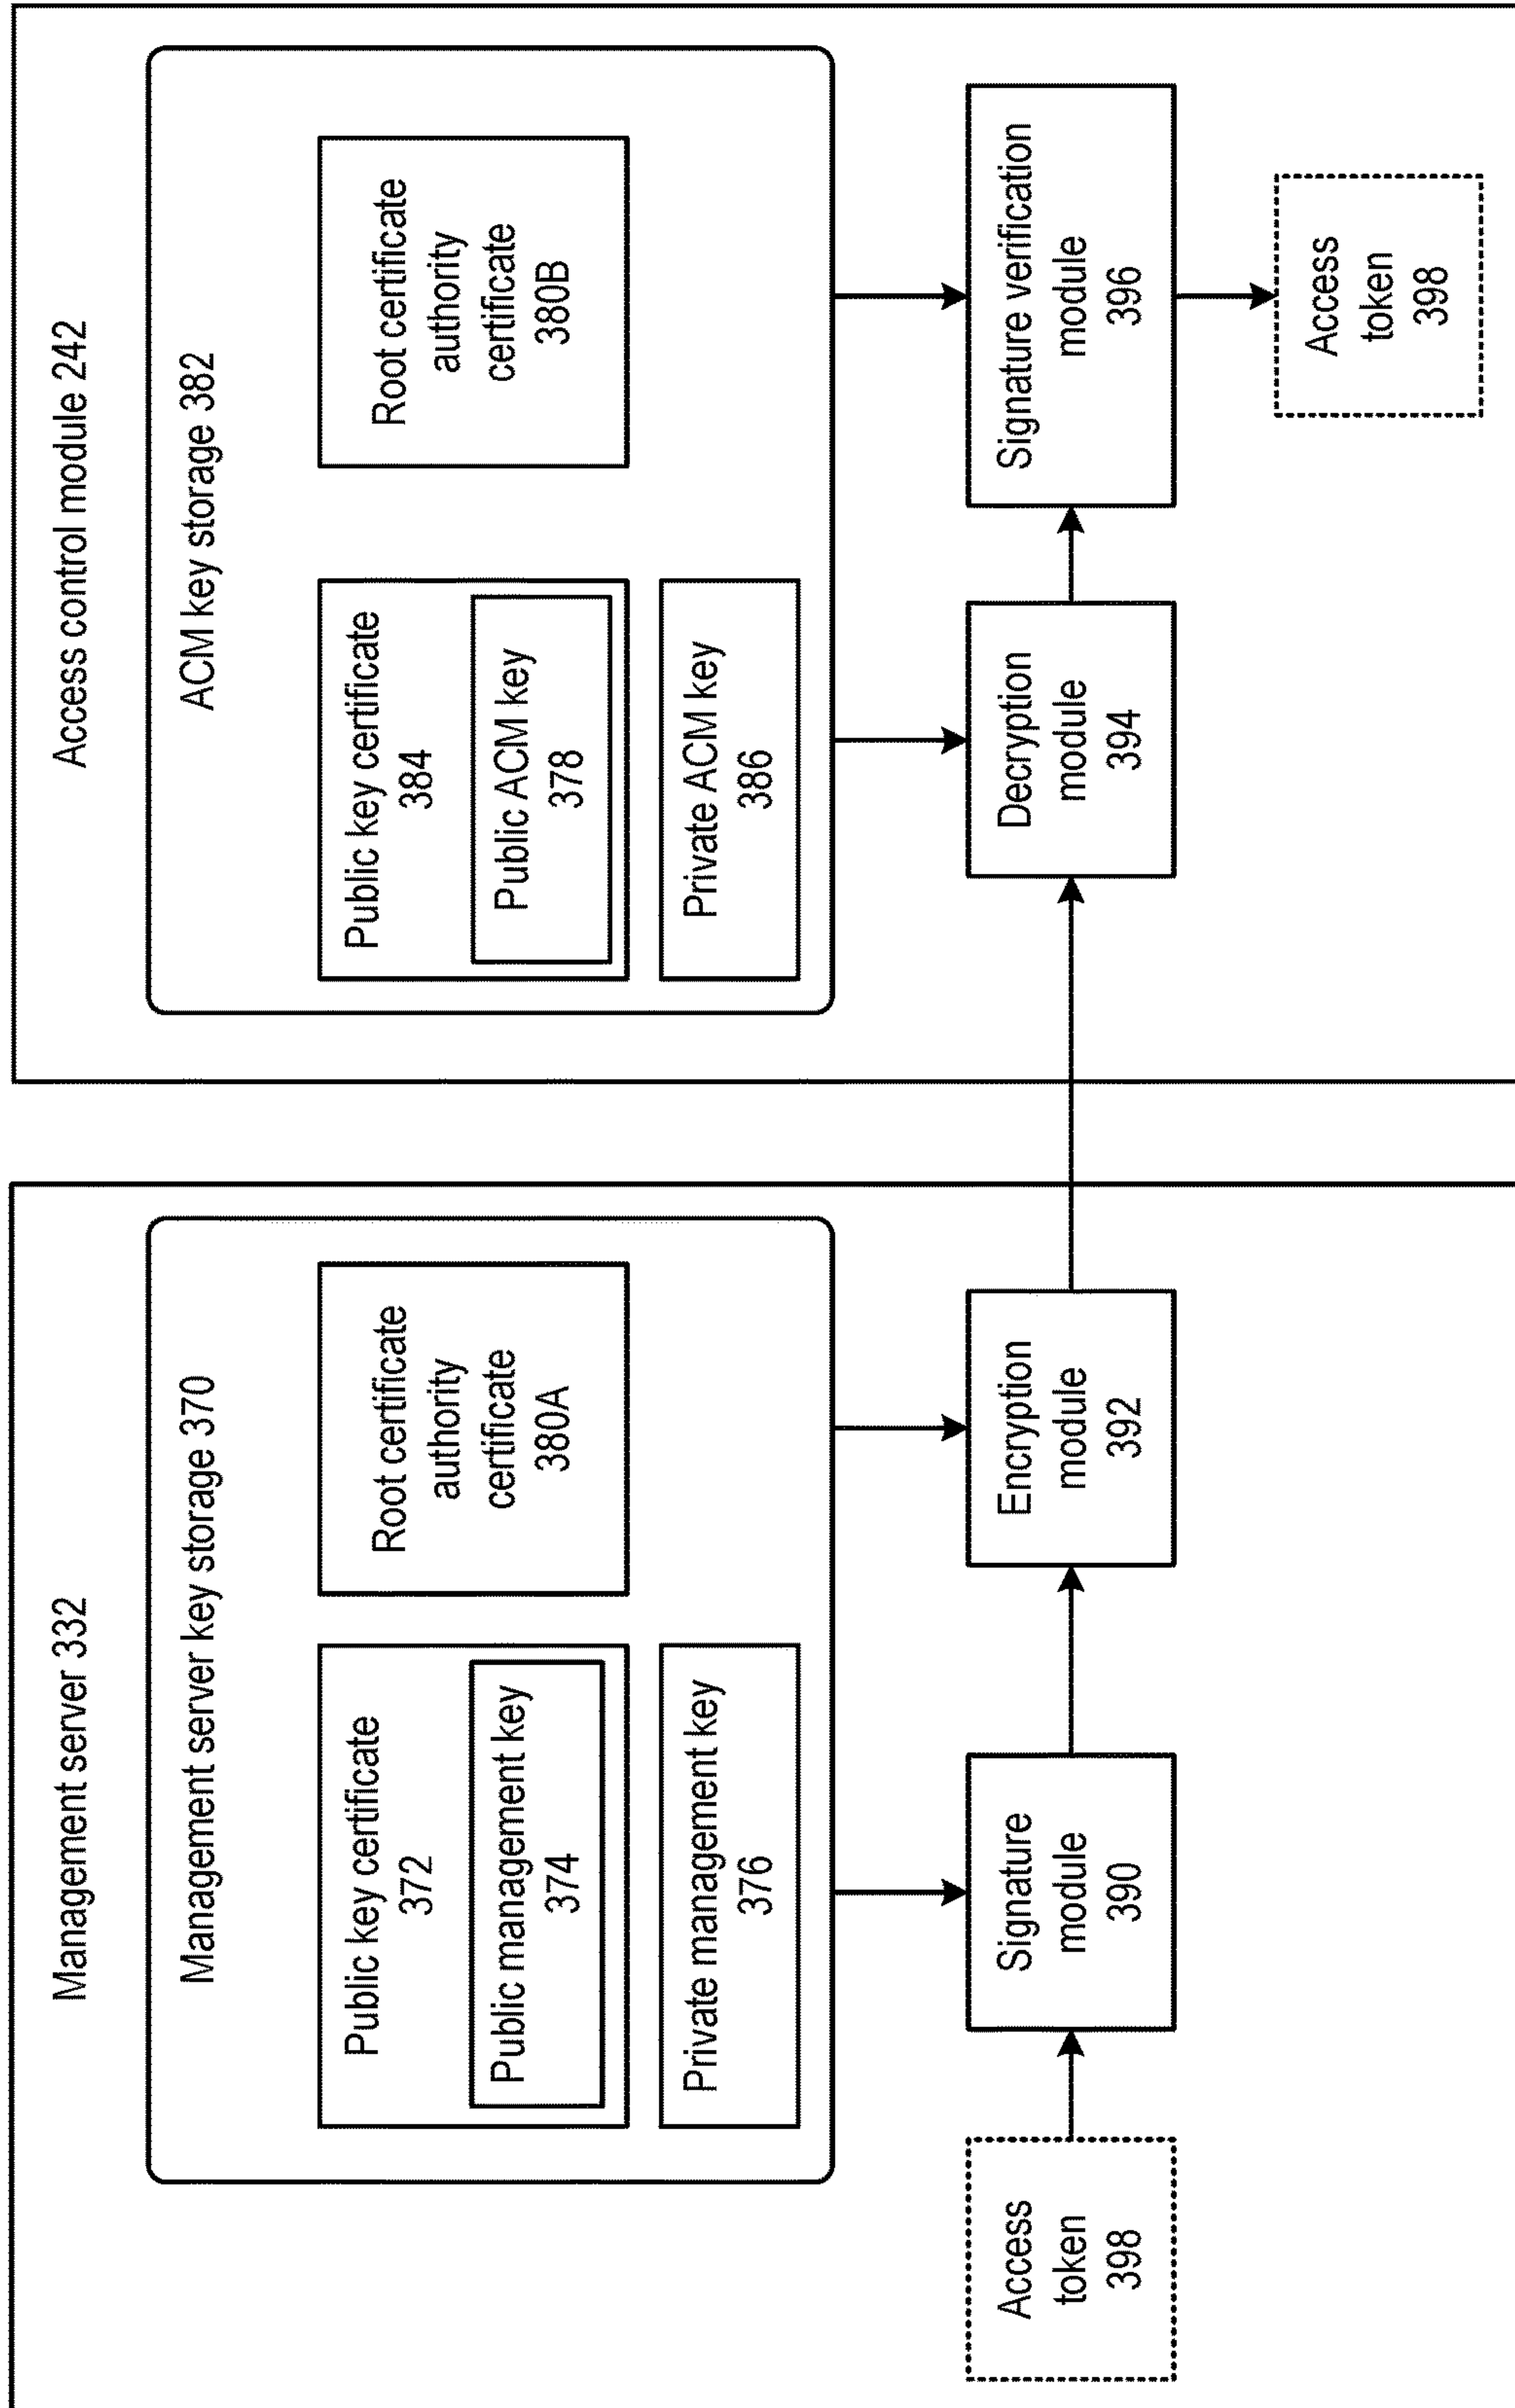 Management server 332
Management server key storage 370
Public key certificate
372
Public management key
374
Private management key
376
Root certificate
authority
certificate
380A
Access
token
398
Signature
module
390
Encryption
module
392
Access control module 242
ACM key storage 382
Public key certificate
384
Public ACM key
378
Private ACM key
386
Root certificate
authority
certificate
380B
Decryption
module
394
Signature verification
module
396
Access
token
398